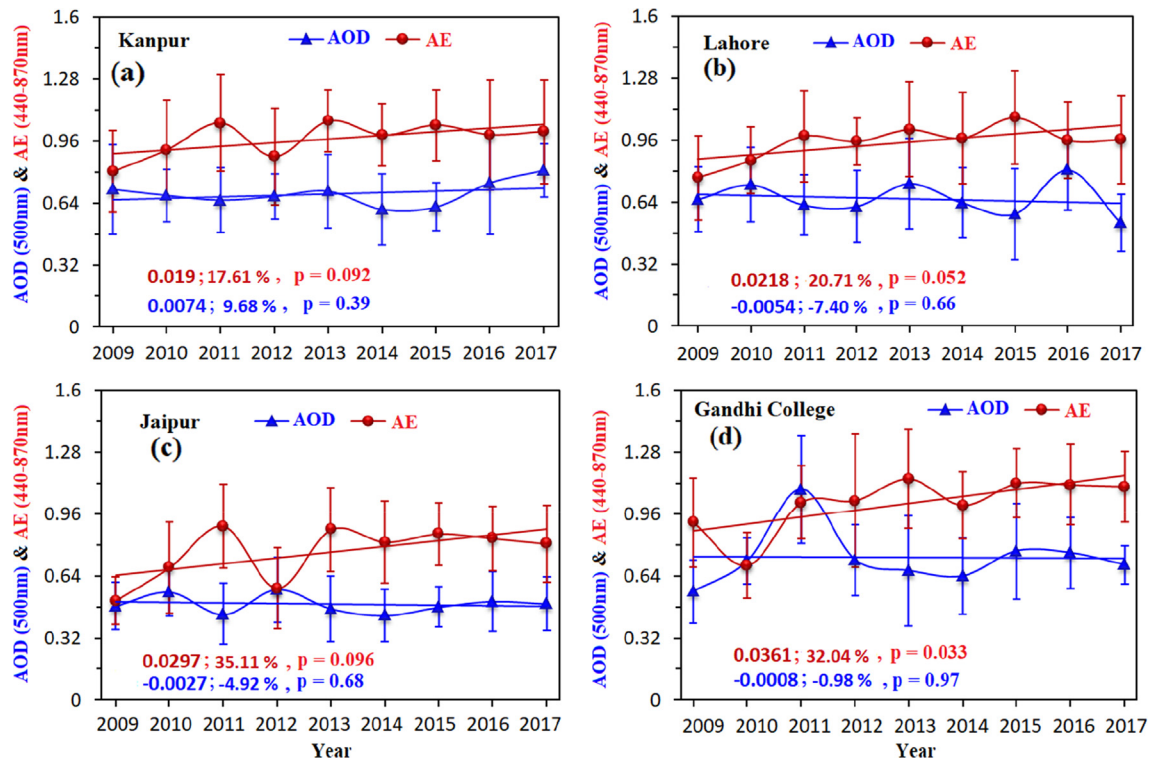 1.6
1.28
0.96
0.64
0.32
0
AOD (500nm) & AE (440-870nm)
Kanpur
(a)
AOD AE
0.019 ; 17.61 % , p = 0.092
0.0074 ; 9.68 % , p = 0.39
2009 2010 2011 2012 2013 2014 2015 2016 2017
1.6
1.28
0.96
0.64
0.32
0
AOD (500nm) & AE (440-870nm)
Lahore
(b)
AOD AE
0.0218 ; 20.71 % , p = 0.052
-0.0054 ; -7.40 % , p = 0.66
2009 2010 2011 2012 2013 2014 2015 2016 2017
1.6
1.28
0.96
0.64
0.32
0
AOD (500nm) & AE (440-870nm)
Jaipur
(c)
AOD AE
0.0297 ; 35.11 % , p = 0.096
-0.0027 ; -4.92 % , p = 0.68
2009 2010 2011 2012 2013 2014 2015 2016 2017
Year
1.6
1.28
0.96
0.64
0.32
0
AOD (500nm) & AE (440-870nm)
Gandhi College
(d)
AOD AE
0.0361 ; 32.04 % , p = 0.033
-0.0008 ; -0.98 % , p = 0.97
2009 2010 2011 2012 2013 2014 2015 2016 2017
Year